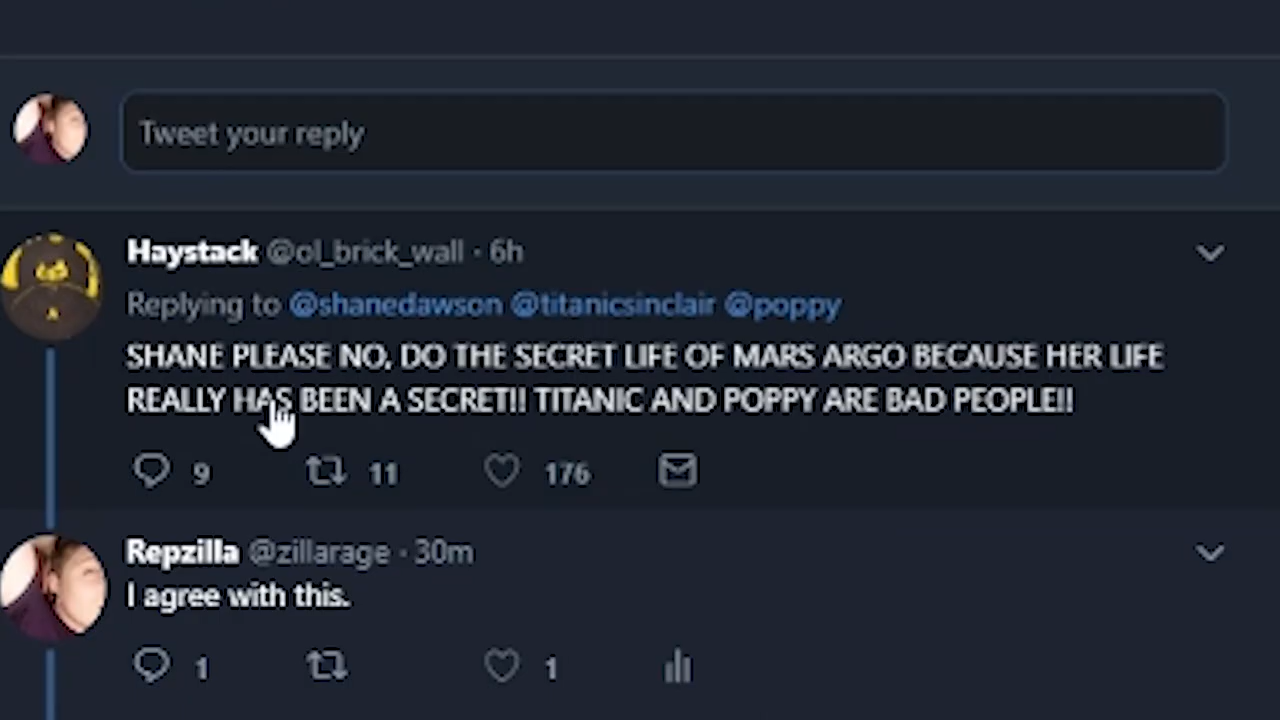 Tweet your reply
Haystack @ol_brick_wall · 6h
Replying to @shanedawson @titanicsinclair @poppy
SHANE PLEASE NO, DO THE SECRET LIFE OF MARS ARGO BECAUSE HER LIFE
REALLY HAS BEEN A SECRET!! TITANIC AND POPPY ARE BAD PEOPLE!!
9 11 176
Repzilla @zillarage · 30m
I agree with this.
1 1